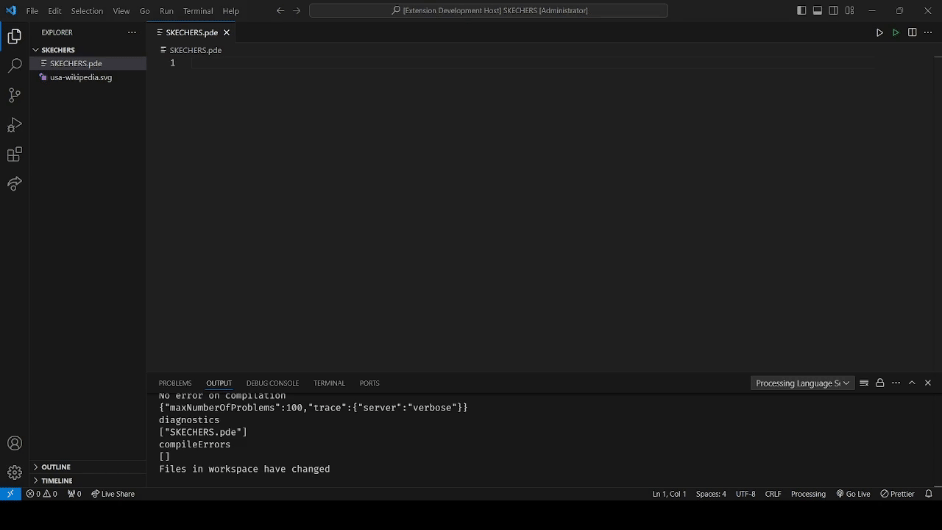 File Edit Selection View Go Run Terminal Help
[Extension Development Host] SKECHERS [Administrator]
EXPLORER
SKECHERS
SKECHERS.pde
usa-wikipedia.svg
OUTLINE
TIMELINE
SKECHERS.pde
SKECHERS.pde
1
PROBLEMS OUTPUT DEBUG CONSOLE TERMINAL PORTS
Processing Language Se
No error on compilation
{"maxNumberOfProblems":100,"trace":{"server":"verbose"}}
diagnostics
["SKECHERS.pde"]
compileErrors
[]
Files in workspace have changed
0 0 0 Live Share Ln 1, Col 1 Spaces: 4 UTF-8 CRLF Processing Go Live Prettier